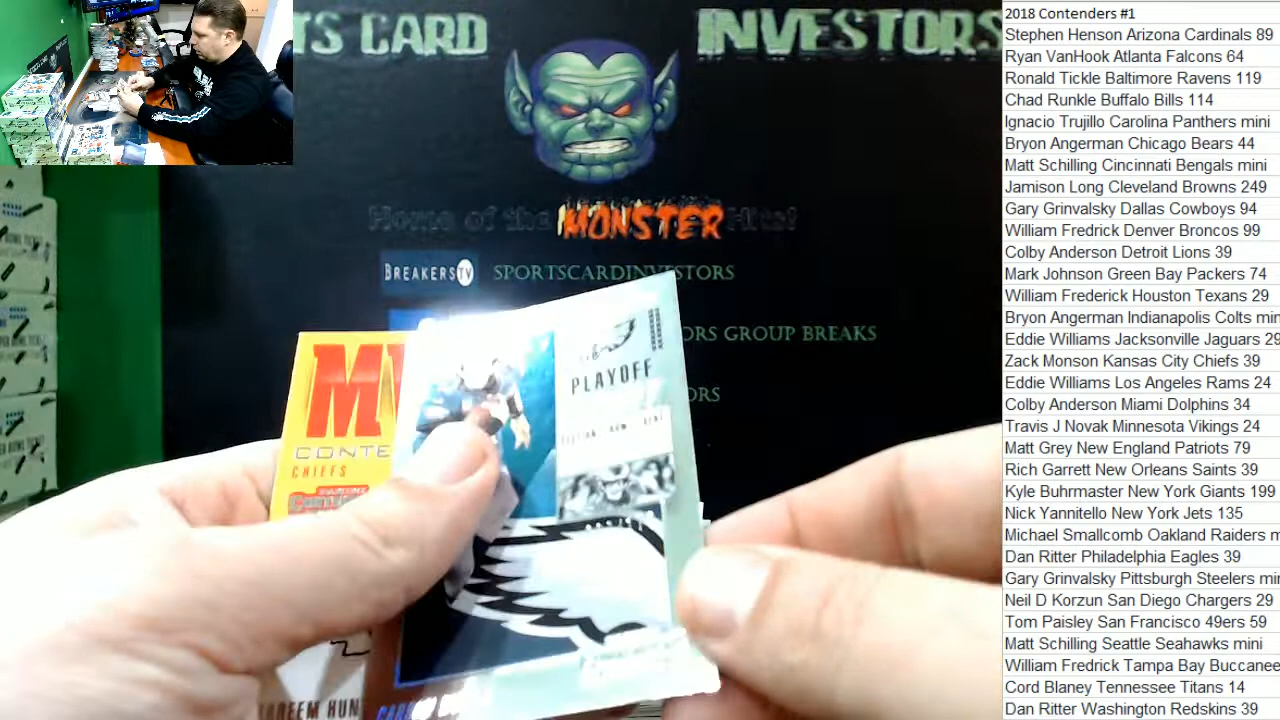 TS CARD INVESTORS
Home of the MONSTER Hits!
BREAKERS TV SPORTSCARDINVESTORS
ORS GROUP BREAKS
ORS
PLAYOFF
CONTE
CHIEFS
REEM HUN
2018 Contenders #1
Stephen Henson Arizona Cardinals 89
Ryan VanHook Atlanta Falcons 64
Ronald Tickle Baltimore Ravens 119
Chad Runkle Buffalo Bills 114
Ignacio Trujillo Carolina Panthers mini
Bryon Angerman Chicago Bears 44
Matt Schilling Cincinnati Bengals mini
Jamison Long Cleveland Browns 249
Gary Grinvalsky Dallas Cowboys 94
William Fredrick Denver Broncos 99
Colby Anderson Detroit Lions 39
Mark Johnson Green Bay Packers 74
William Frederick Houston Texans 29
Bryon Angerman Indianapolis Colts min
Eddie Williams Jacksonville Jaguars 29
Zack Monson Kansas City Chiefs 39
Eddie Williams Los Angeles Rams 24
Colby Anderson Miami Dolphins 34
Travis J Novak Minnesota Vikings 24
Matt Grey New England Patriots 79
Rich Garrett New Orleans Saints 39
Kyle Buhrmaster New York Giants 199
Nick Yannitello New York Jets 135
Michael Smallcomb Oakland Raiders m
Dan Ritter Philadelphia Eagles 39
Gary Grinvalsky Pittsburgh Steelers min
Neil D Korzun San Diego Chargers 29
Tom Paisley San Francisco 49ers 59
Matt Schilling Seattle Seahawks mini
William Fredrick Tampa Bay Buccanee
Cord Blaney Tennessee Titans 14
Dan Ritter Washington Redskins 39